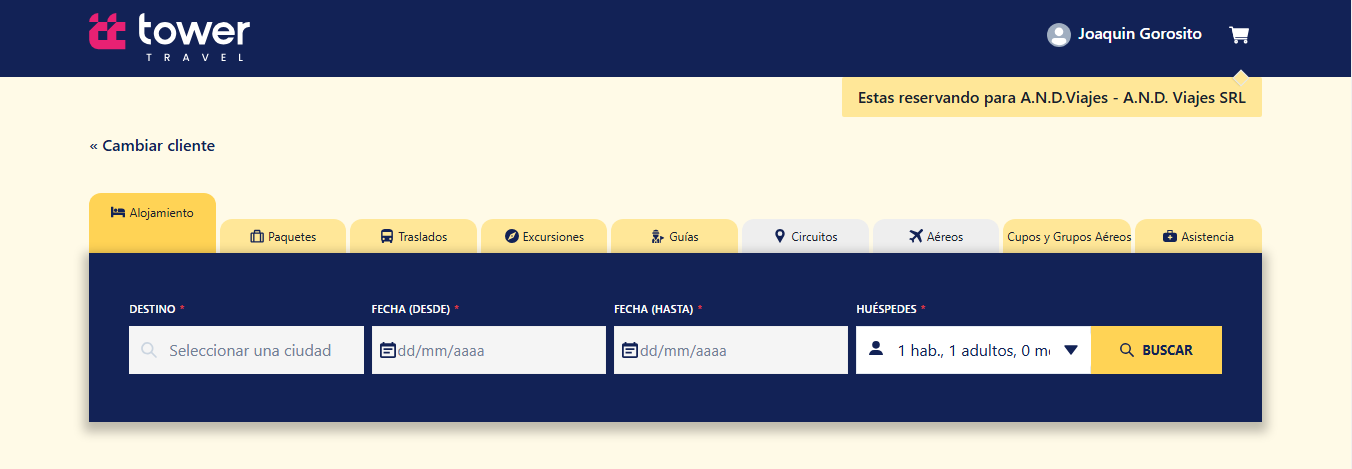 tower
TRAVEL
Joaquin Gorosito
Estas reservando para A.N.D.Viajes - A.N.D. Viajes SRL
« Cambiar cliente
Alojamiento
Paquetes
Traslados
Excursiones
Guías
Circuitos
Aéreos
Cupos y Grupos Aéreos
Asistencia
DESTINO *
FECHA (DESDE) *
FECHA (HASTA) *
HUÉSPEDES *
Seleccionar una ciudad
dd/mm/aaaa
dd/mm/aaaa
1 hab., 1 adultos, 0 m
BUSCAR